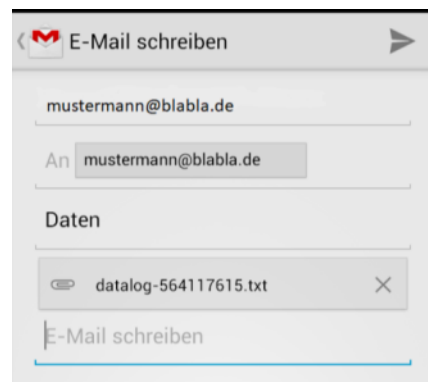 E-Mail schreiben
mustermann@blabla.de
An mustermann@blabla.de
Daten
datalog-564117615.txt
E-Mail schreiben